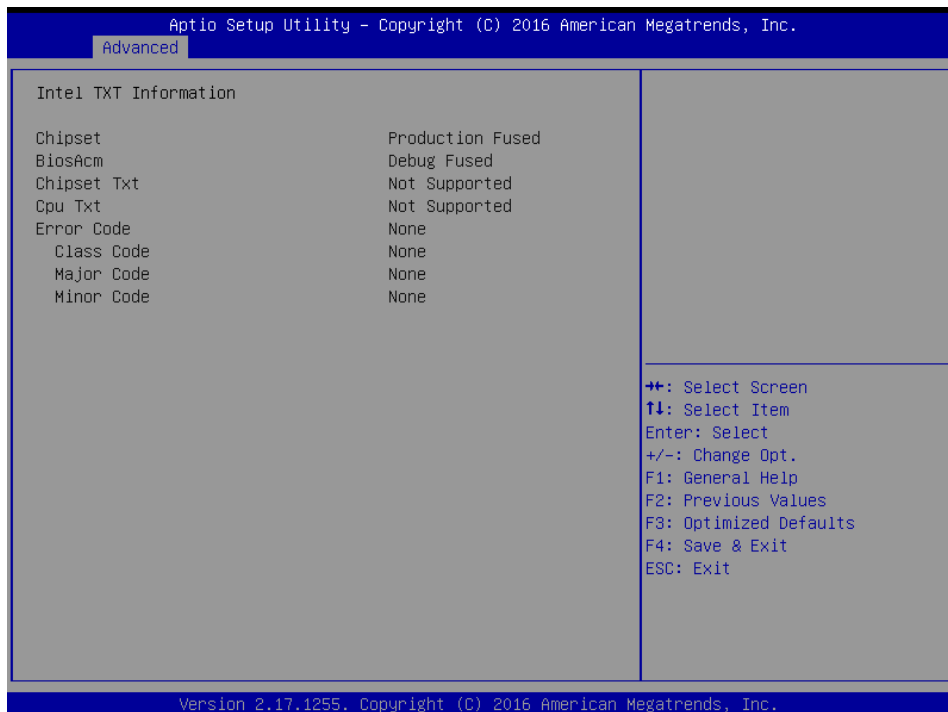 Aptio Setup Utility – Copyright (C) 2016 American Megatrends, Inc.
Advanced
Intel TXT Information
Chipset Production Fused
BiosAcm Debug Fused
Chipset Txt Not Supported
Cpu Txt Not Supported
Error Code None
Class Code None
Major Code None
Minor Code None
→←: Select Screen
↑↓: Select Item
Enter: Select
+/-: Change Opt.
F1: General Help
F2: Previous Values
F3: Optimized Defaults
F4: Save & Exit
ESC: Exit
Version 2.17.1255. Copyright (C) 2016 American Megatrends, Inc.